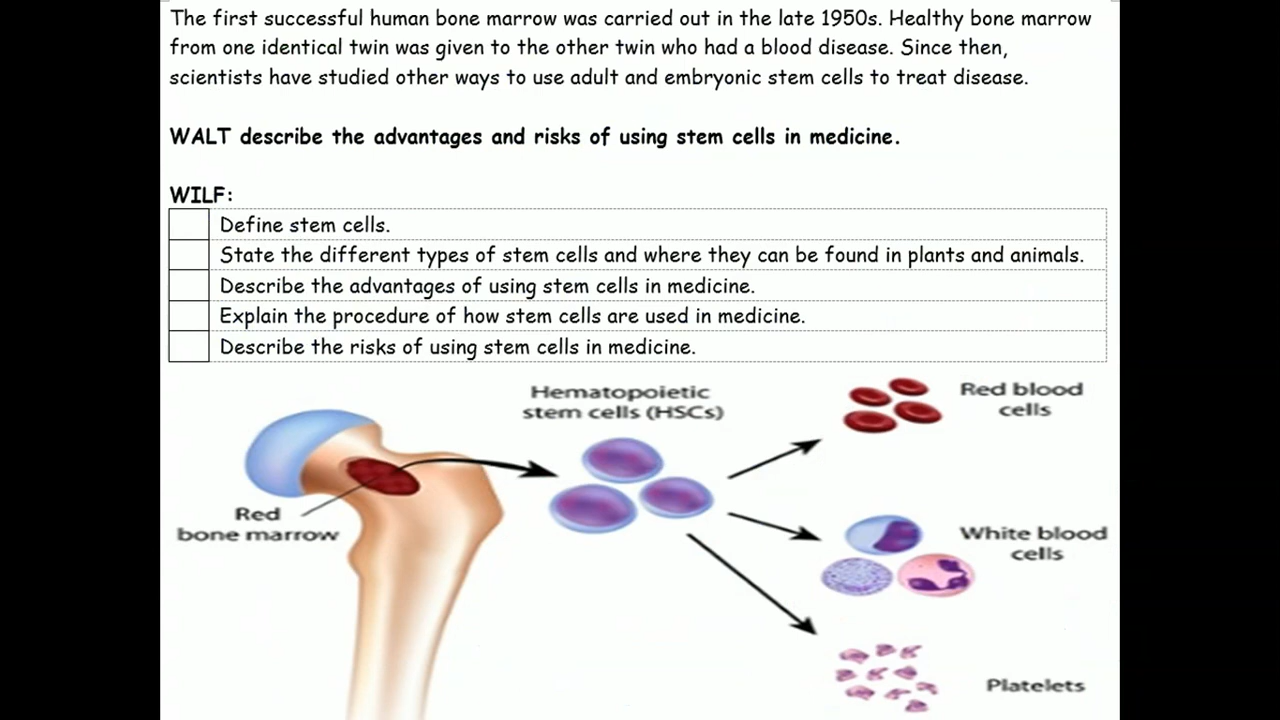 The first successful human bone marrow was carried out in the late 1950s. Healthy bone marrow
from one identical twin was given to the other twin who had a blood disease. Since then,
scientists have studied other ways to use adult and embryonic stem cells to treat disease.
WALT describe the advantages and risks of using stem cells in medicine.
WILF:
Define stem cells.
State the different types of stem cells and where they can be found in plants and animals.
Describe the advantages of using stem cells in medicine.
Explain the procedure of how stem cells are used in medicine.
Describe the risks of using stem cells in medicine.
Hematopoietic
stem cells (HSCs)
Red blood
cells
Red
bone marrow
White blood
cells
Platelets